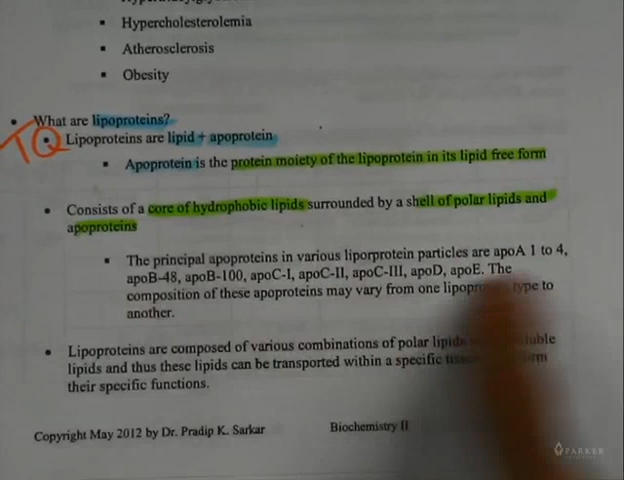 Hypercholesterolemia
Atherosclerosis
Obesity
What are lipoproteins?
TQ
Lipoproteins are lipid + apoprotein
Apoprotein is the protein moiety of the lipoprotein in its lipid free form
Consists of a core of hydrophobic lipids surrounded by a shell of polar lipids and
apoproteins
The principal apoproteins in various liporprotein particles are apoA 1 to 4,
apoB-48, apoB-100, apoC-I, apoC-II, apoC-III, apoD, apoE. The
composition of these apoproteins may vary from one type to
another.
Lipoproteins are composed of various combinations of polar
lipids and thus these lipids can be transported within a specific
their specific functions.
Copyright May 2012 by Dr. Pradip K. Sarkar Biochemistry II
PARKER